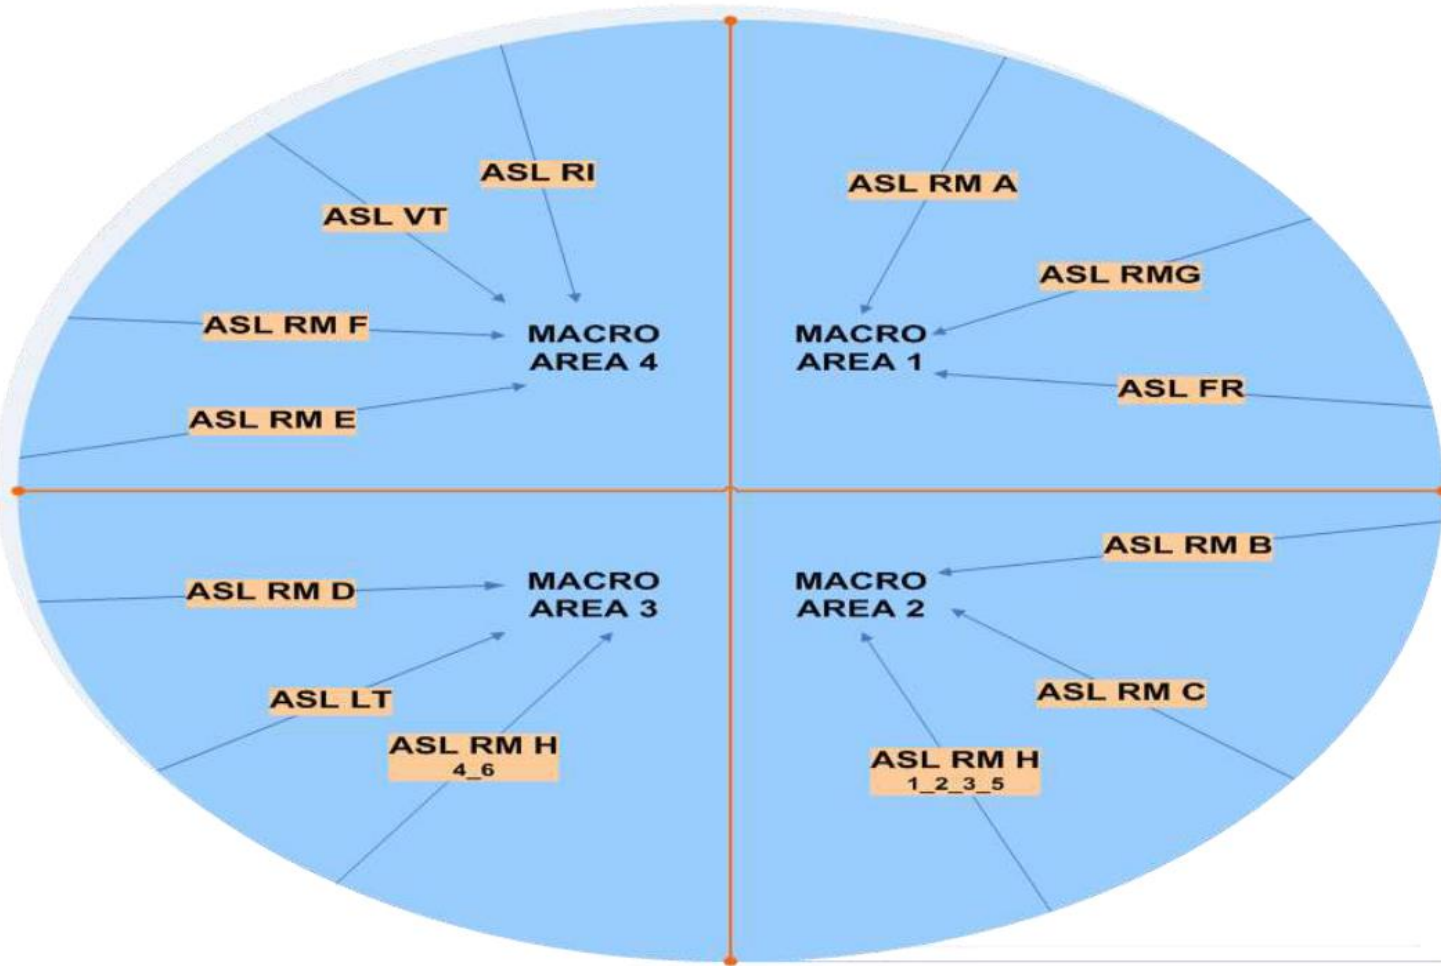 ASL RI
ASL RM A
ASL VT
ASL RMG
ASL RM F
MACRO
AREA 4
MACRO
AREA 1
ASL FR
ASL RM E
ASL RM B
ASL RM D
MACRO
AREA 3
MACRO
AREA 2
ASL LT
ASL RM C
ASL RM H
4_6
ASL RM H
1_2_3_5